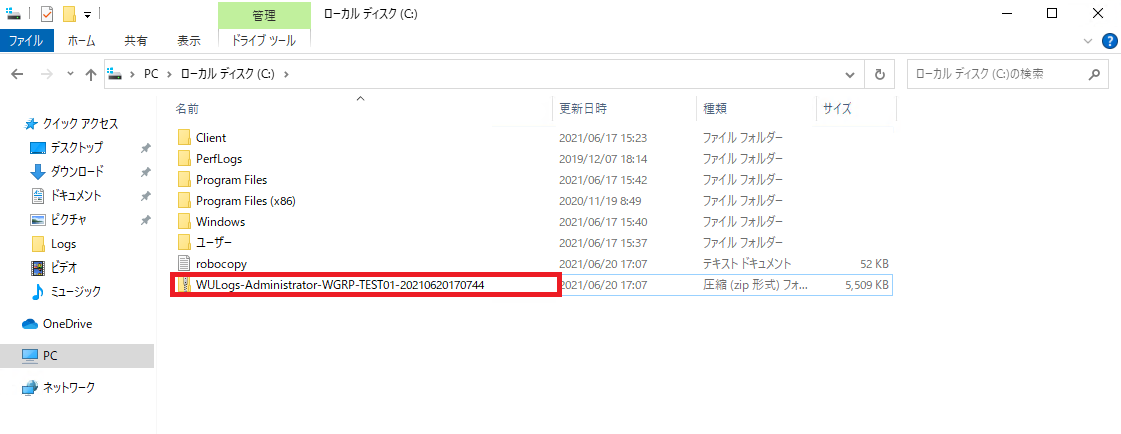 管理
ローカル ディスク (C:)
ファイル ホーム 共有 表示 ドライブ ツール
PC ローカル ディスク (C:) ローカル ディスク (C:)の検索
名前 更新日時 種類 サイズ
クイック アクセス
デスクトップ
ダウンロード
ドキュメント
ピクチャ
Logs
ビデオ
ミュージック
OneDrive
PC
ネットワーク
Client 2021/06/17 15:23 ファイル フォルダー
PerfLogs 2019/12/07 18:14 ファイル フォルダー
Program Files 2021/06/17 15:42 ファイル フォルダー
Program Files (x86) 2020/11/19 8:49 ファイル フォルダー
Windows 2021/06/17 15:40 ファイル フォルダー
ユーザー 2021/06/17 15:37 ファイル フォルダー
robocopy 2021/06/20 17:07 テキスト ドキュメント 52 KB
WULogs-Administrator-WGRP-TEST01-20210620170744 2021/06/20 17:07 圧縮 (zip 形式) フォ... 5,509 KB